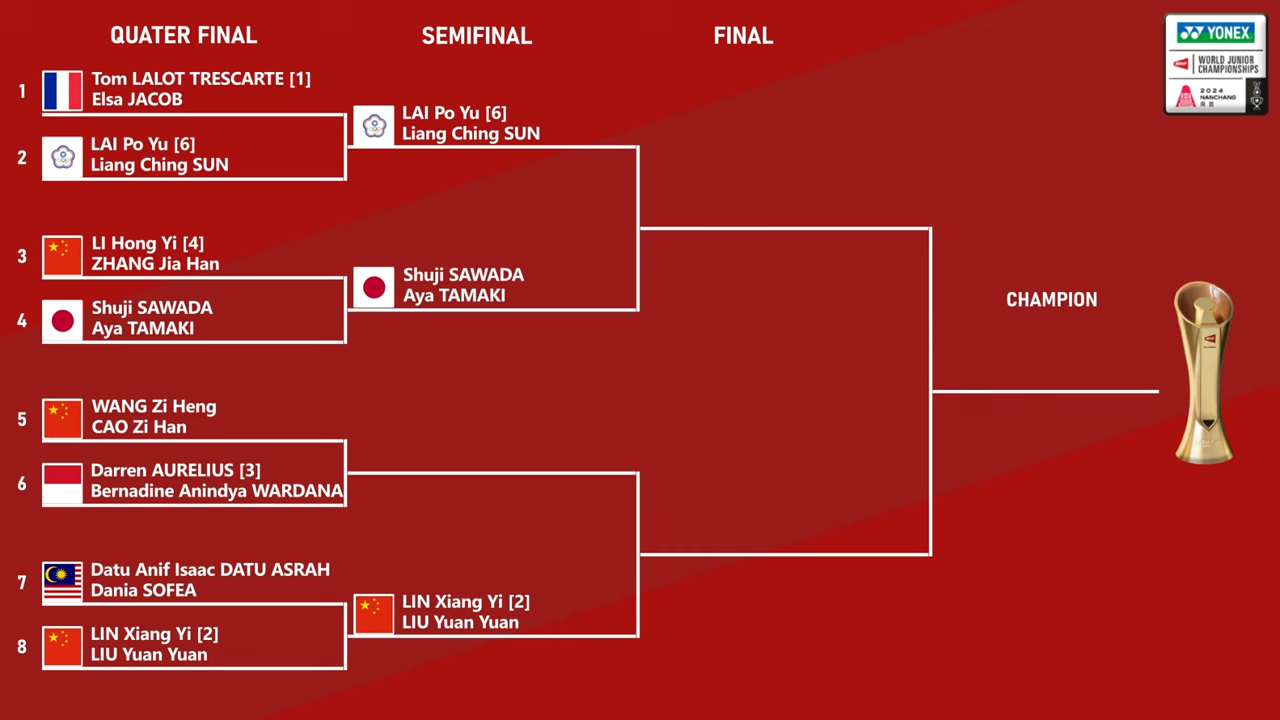 QUATER FINAL
SEMIFINAL
FINAL
YONEX
WORLD JUNIOR
CHAMPIONSHIPS
2024
NANCHANG
1
Tom LALOT TRESCARTE [1]
Elsa JACOB
2
LAI Po Yu [6]
Liang Ching SUN
LAI Po Yu [6]
Liang Ching SUN
3
LI Hong Yi [4]
ZHANG Jia Han
4
Shuji SAWADA
Aya TAMAKI
Shuji SAWADA
Aya TAMAKI
5
WANG Zi Heng
CAO Zi Han
6
Darren AURELIUS [3]
Bernadine Anindya WARDANA
7
Datu Anif Isaac DATU ASRAH
Dania SOFEA
8
LIN Xiang Yi [2]
LIU Yuan Yuan
LIN Xiang Yi [2]
LIU Yuan Yuan
CHAMPION